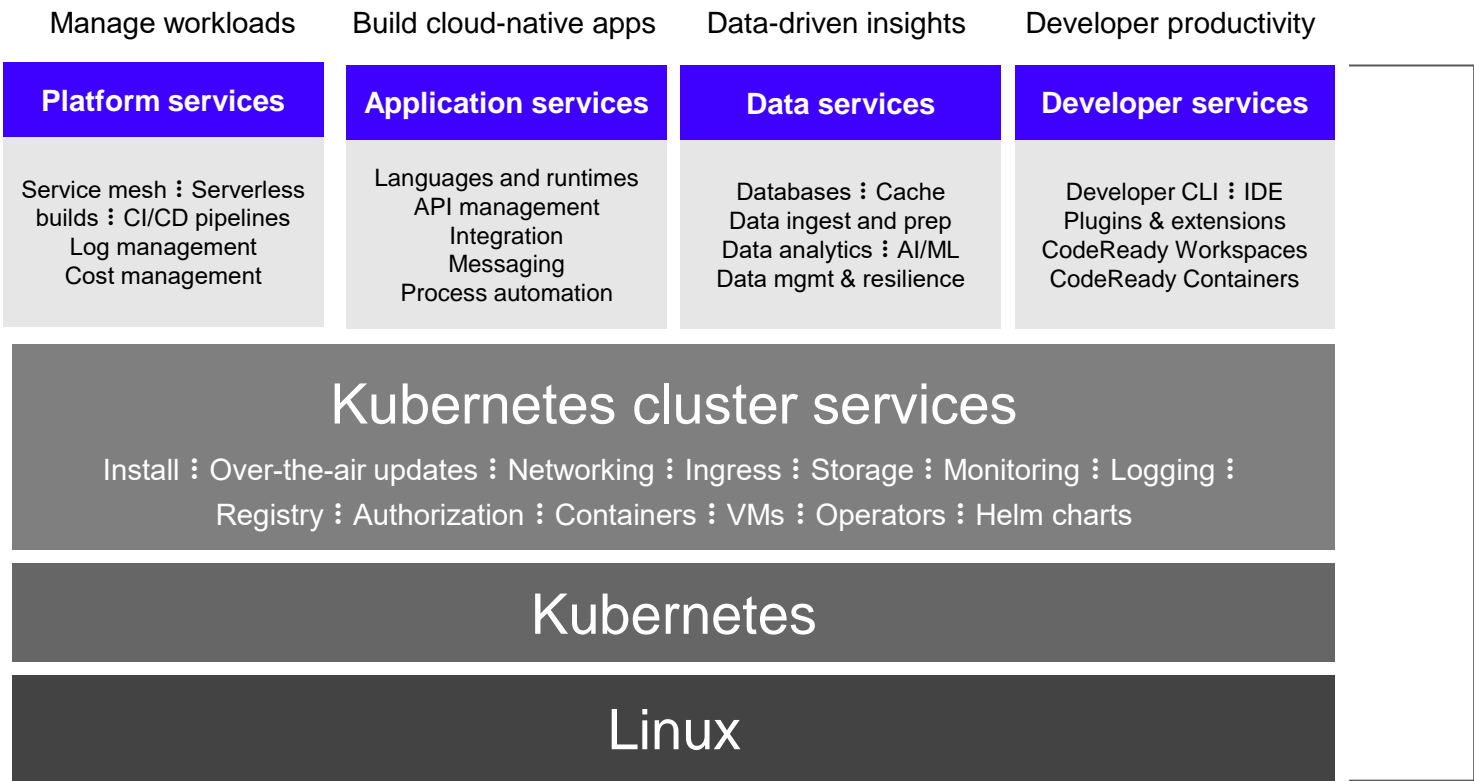 Manage workloads
Build cloud-native apps
Data-driven insights
Developer productivity
Platform services
Application services
Data services
Developer services
Service mesh ⋮ Serverless
builds ⋮ CI/CD pipelines
Log management
Cost management
Languages and runtimes
API management
Integration
Messaging
Process automation
Databases ⋮ Cache
Data ingest and prep
Data analytics ⋮ AI/ML
Data mgmt & resilience
Developer CLI ⋮ IDE
Plugins & extensions
CodeReady Workspaces
CodeReady Containers
Kubernetes cluster services
Install ⋮ Over-the-air updates ⋮ Networking ⋮ Ingress ⋮ Storage ⋮ Monitoring ⋮ Logging ⋮
Registry ⋮ Authorization ⋮ Containers ⋮ VMs ⋮ Operators ⋮ Helm charts
Kubernetes
Linux